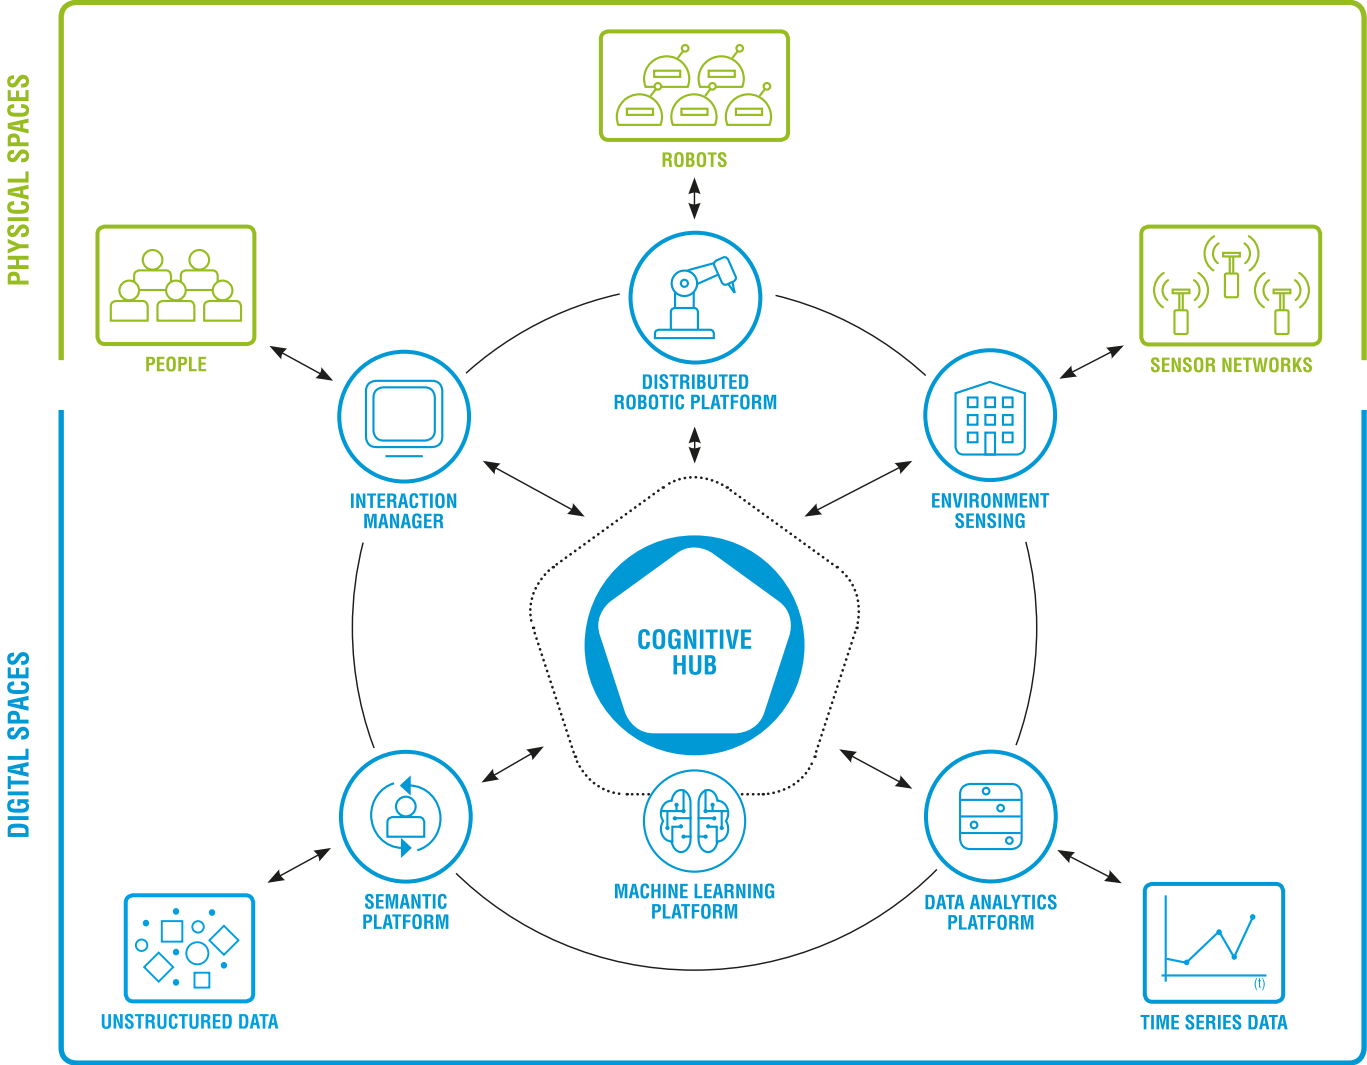 PHYSICAL SPACES
ROBOTS
PEOPLE
SENSOR NETWORKS
DISTRIBUTED
ROBOTIC PLATFORM
INTERACTION
MANAGER
ENVIRONMENT
SENSING
COGNITIVE
HUB
DIGITAL SPACES
SEMANTIC
PLATFORM
MACHINE LEARNING
PLATFORM
DATA ANALYTICS
PLATFORM
(t)
UNSTRUCTURED DATA
TIME SERIES DATA